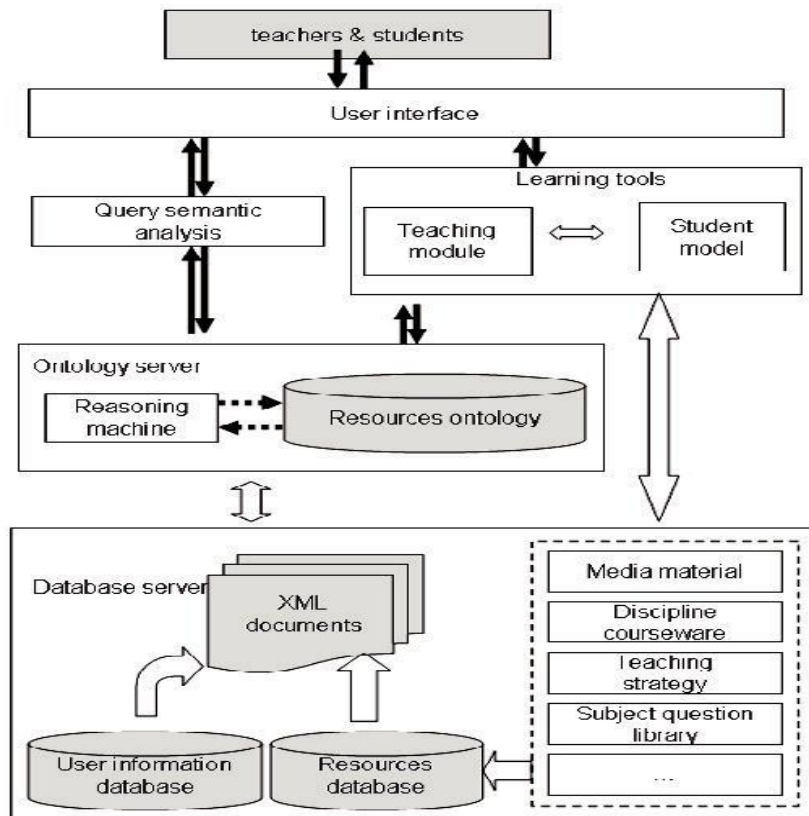 teachers & students
User interface
Query semantic
analysis
Learning tools
Teaching
module
Student
model
Ontology server
Reasoning
machine
Resources ontology
Database server
XML
documents
User information
database
Resources
database
Media material
Discipline
courseware
Teaching
strategy
Subject question
library
...